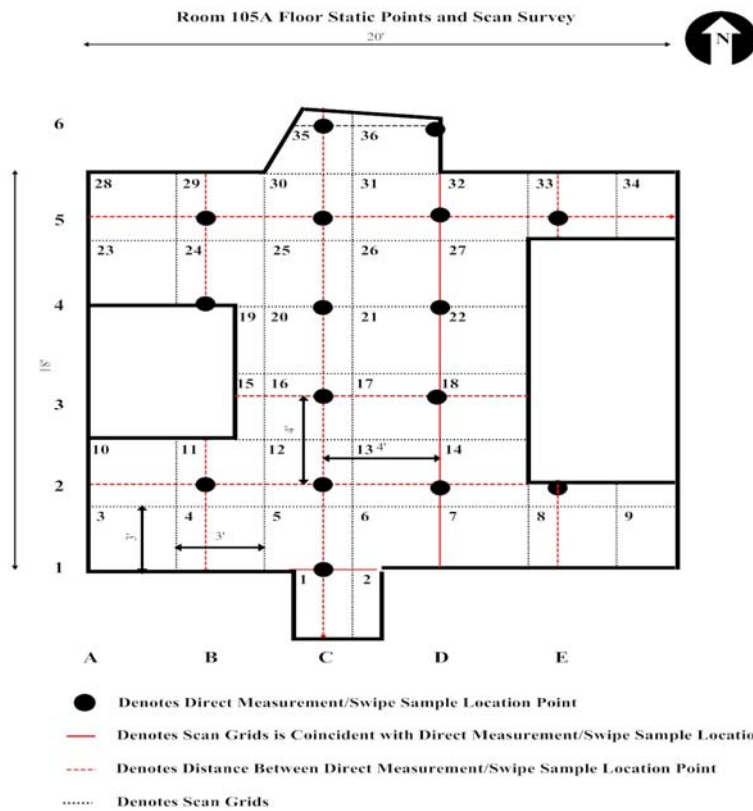 Room 105A Floor Static Points and Scan Survey
20'
N
6
35 36
28 29 30 31 32 33 34
5
23 24 25 26 27
4
19 20 21 22
18'
15 16 17 18
3
4'
10 11 12 13 4' 14
2
3 4 5 6 7 8 9
3' 3'
1
1 2
A B C D E
Denotes Direct Measurement/Swipe Sample Location Point
Denotes Scan Grids is Coincident with Direct Measurement/Swipe Sample Locatio
Denotes Distance Between Direct Measurement/Swipe Sample Location Point
Denotes Scan Grids